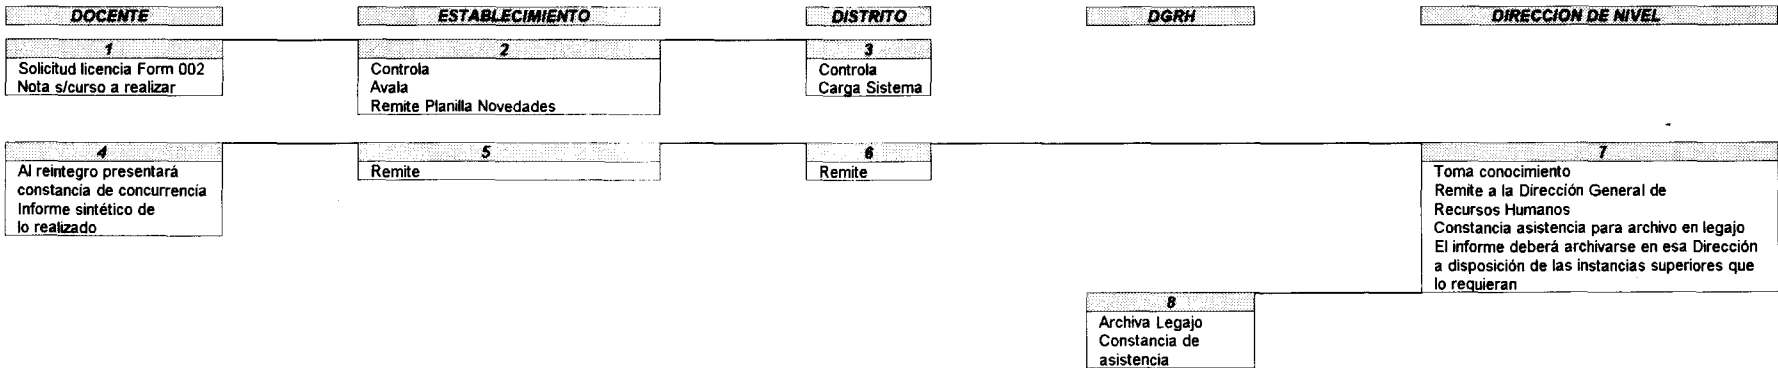 DOCENTE
ESTABLECIMIENTO
DISTRITO
DGRH
DIRECCION DE NIVEL
1
Solicitud licencia Form 002
Nota s/curso a realizar
2
Controla
Avala
Remite Planilla Novedades
3
Controla
Carga Sistema
4
Al reintegro presentará
constancia de concurrencia
Informe sintético de
lo realizado
5
Remite
6
Remite
7
Toma conocimiento
Remite a la Dirección General de
Recursos Humanos
Constancia asistencia para archivo en legajo
El informe deberá archivarse en esa Dirección
a disposición de las instancias superiores que
lo requieran
8
Archiva Legajo
Constancia de
asistencia